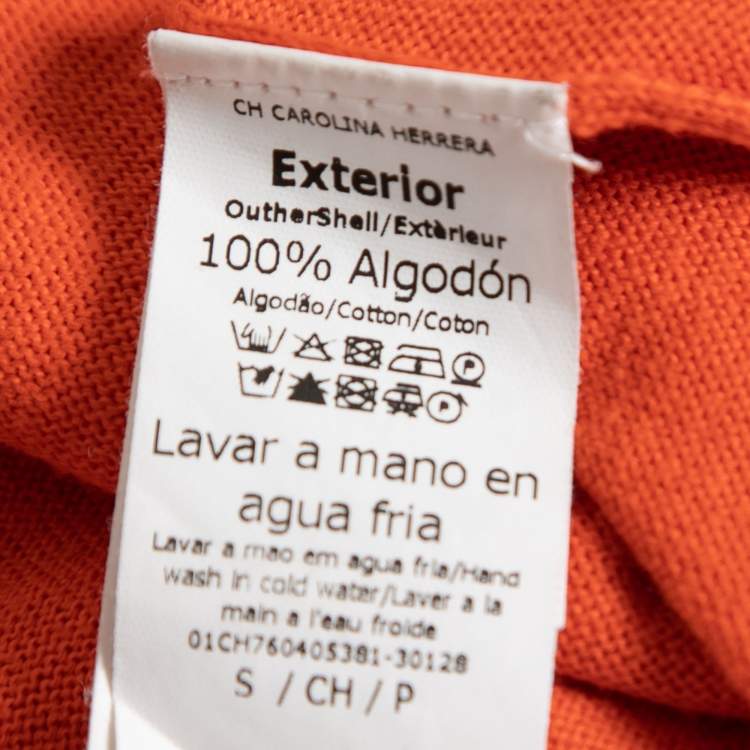 CH CAROLINA HERRERA
Exterior
OutherShell/Extèrieur
100% Algodón
Algodão/Cotton/Coton
P
P
Lavar a mano en
agua fria
Lavar a mao em agua fria/Hand
wash in cold water/Laver a la
main a l'eau froide
01CH760405381-30128
S / CH / P